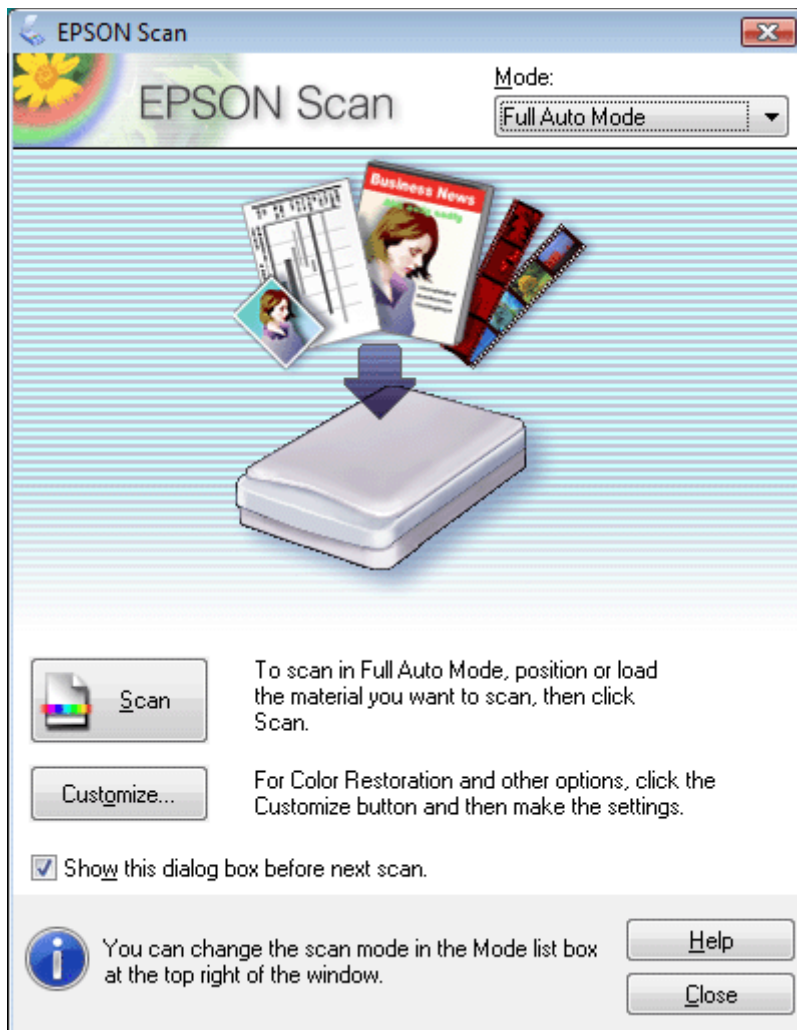 EPSON Scan
EPSON Scan
Mode:
Full Auto Mode
Business News
Scan
To scan in Full Auto Mode, position or load
the material you want to scan, then click
Scan.
Customize...
For Color Restoration and other options, click the
Customize button and then make the settings.
Show this dialog box before next scan.
You can change the scan mode in the Mode list box
at the top right of the window.
Help
Close